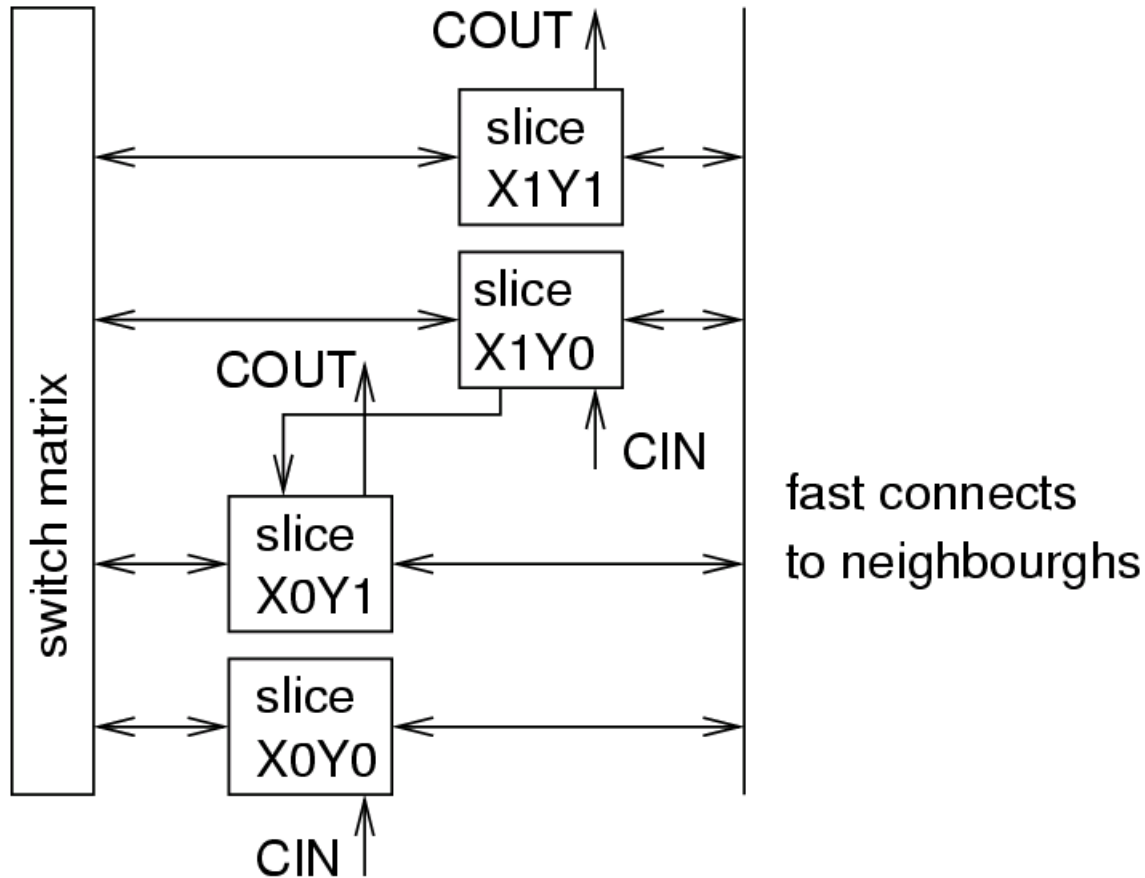 COUT
slice
X1Y1
slice
X1Y0
COUT
CIN
switch matrix
fast connects
to neighbourghs
slice
X0Y1
slice
X0Y0
CIN